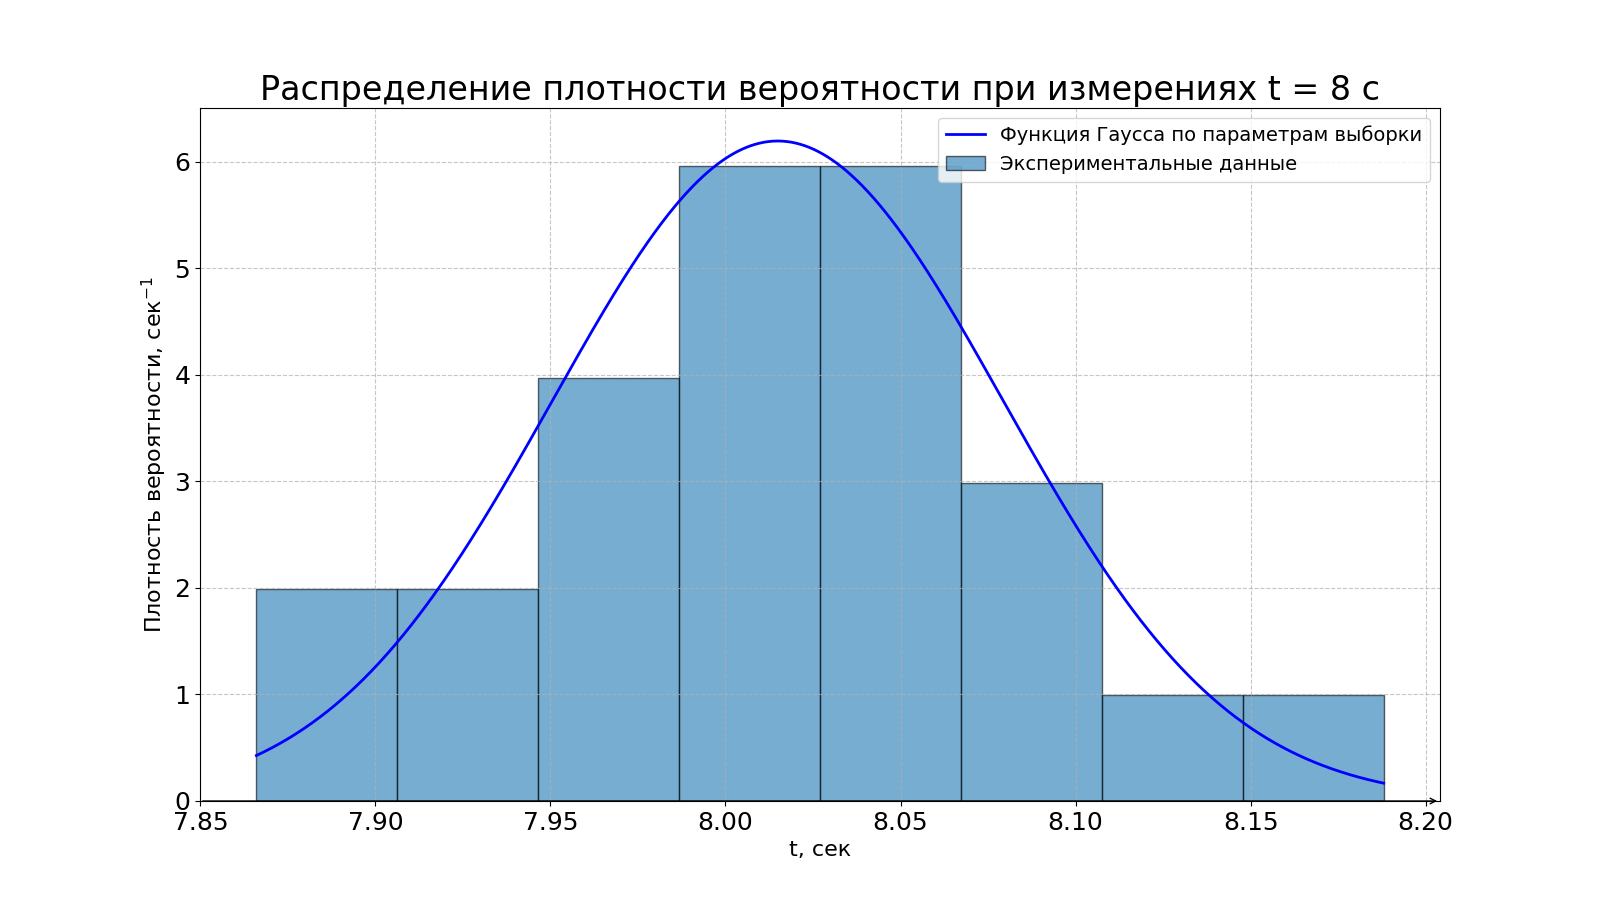 Распределение плотности вероятности при измерениях t = 8 с
Функция Гаусса по параметрам выборки
Экспериментальные данные
Плотность вероятности, сек⁻¹
6
5
4
3
2
1
0
7.85 7.90 7.95 8.00 8.05 8.10 8.15 8.20
t, сек